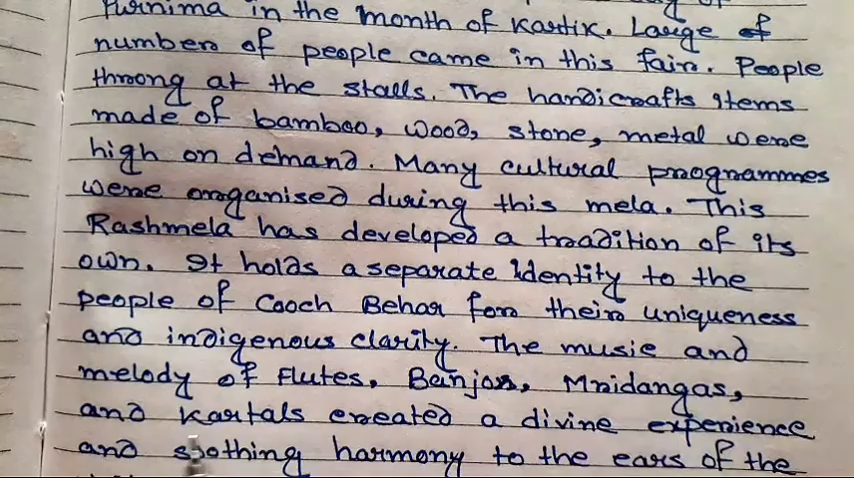 Purnima in the month of Kartik. Large of
number of people came in this fair. People
throng at the stalls. The handicrafts items
made of bamboo, wood, stone, metal were
high on demand. Many cultural programmes
were organised during this mela. This
Rashmela has developed a tradition of its
own. It holds a separate identity to the
people of Cooch Behar for their uniqueness
and indigenous clarity. The music and
melody of Flutes, Banjos, Mridangas,
and Kartals created a divine experience
and soothing harmony to the ears of the